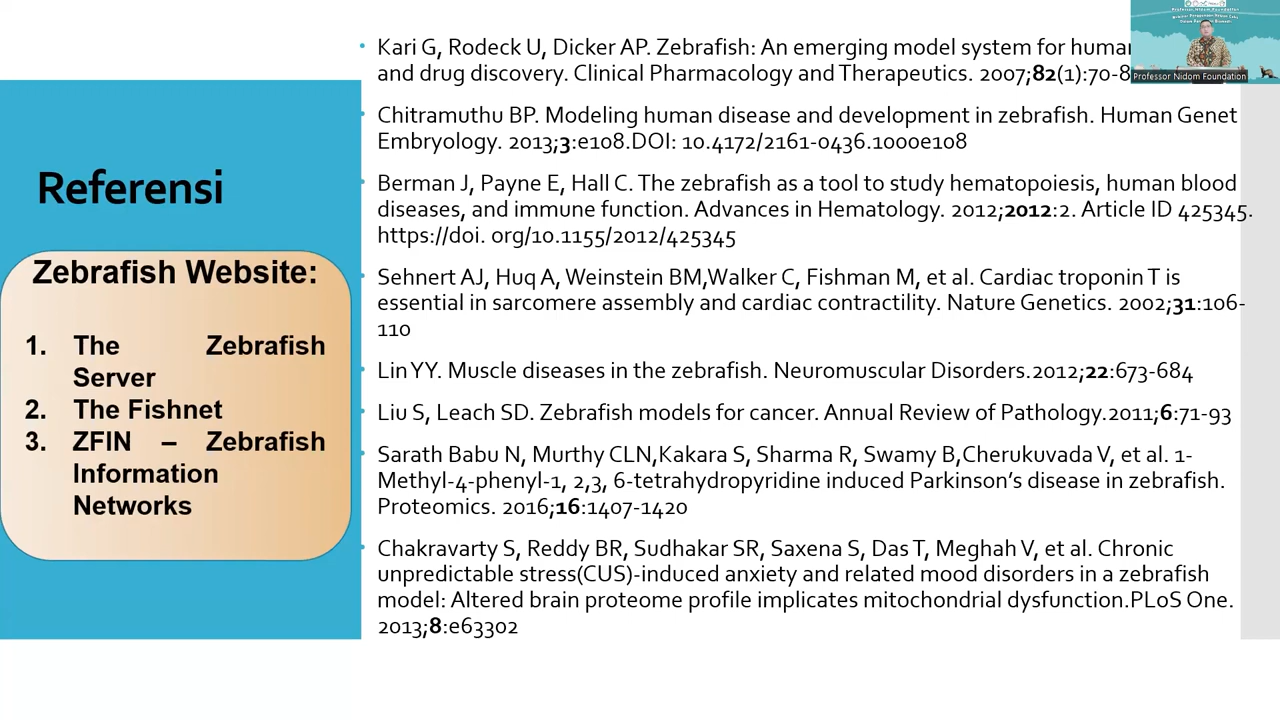 Referensi
Zebrafish Website:
1. The Zebrafish
Server
2. The Fishnet
3. ZFIN – Zebrafish
Information
Networks
• Kari G, Rodeck U, Dicker AP. Zebrafish: An emerging model system for
and drug discovery. Clinical Pharmacology and Therapeutics. 2007;82(1):70-
• Chitramuthu BP. Modeling human disease and development in zebrafish. Human Genet
Embryology. 2013;3:e108.DOI: 10.4172/2161-0436.1000e108
• Berman J, Payne E, Hall C. The zebrafish as a tool to study hematopoiesis, human blood
diseases, and immune function. Advances in Hematology. 2012;2012:2. Article ID 425345.
https://doi. org/10.1155/2012/425345
• Sehnert AJ, Huq A, Weinstein BM,Walker C, Fishman M, et al. Cardiac troponin T is
essential in sarcomere assembly and cardiac contractility. Nature Genetics. 2002;31:106-
110
• Lin YY. Muscle diseases in the zebrafish. Neuromuscular Disorders.2012;22:673-684
• Liu S, Leach SD. Zebrafish models for cancer. Annual Review of Pathology.2011;6:71-93
• Sarath Babu N, Murthy CLN,Kakara S, Sharma R, Swamy B,Cherukuvada V, et al. 1-
Methyl-4-phenyl-1, 2,3, 6-tetrahydropyridine induced Parkinson's disease in zebrafish.
Proteomics. 2016;16:1407-1420
• Chakravarty S, Reddy BR, Sudhakar SR, Saxena S, Das T, Meghah V, et al. Chronic
unpredictable stress(CUS)-induced anxiety and related mood disorders in a zebrafish
model: Altered brain proteome profile implicates mitochondrial dysfunction.PLoS One.
2013;8:e63302
Professor Nidom Foundation
Professor Nidom Foundation